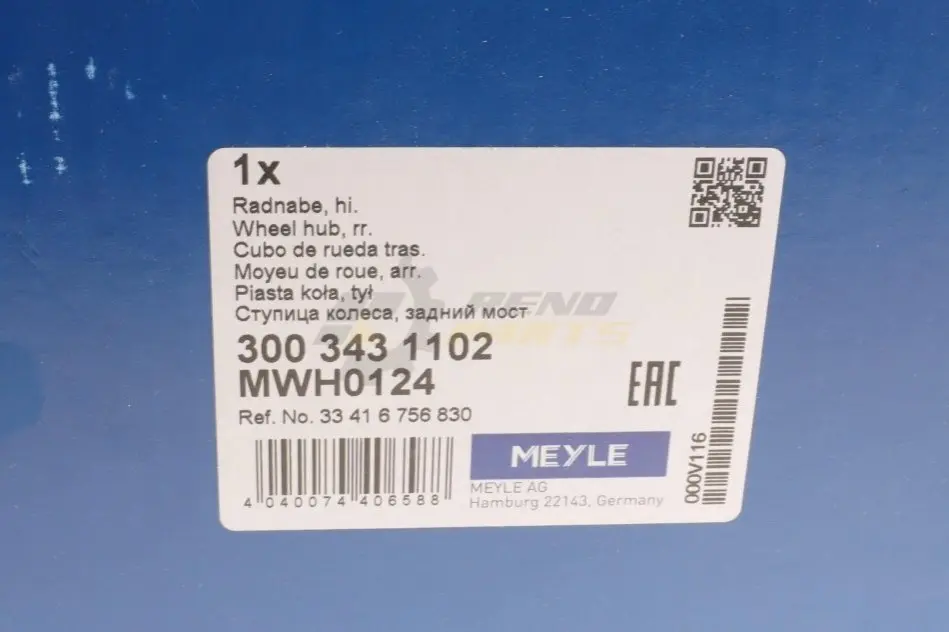 1x
Radnabe, hi.
Wheel hub, rr.
Cubo de rueda tras.
Moyeu de roue, arr.
Piasta koła, tył
Ступица колеса, задний мост
RENO
PARTS
300 343 1102
MWH0124
EAC
Ref. No. 33 41 6 756 830
MEYLE
4 040074 406588
MEYLE AG
Hamburg 22143, Germany
000V116